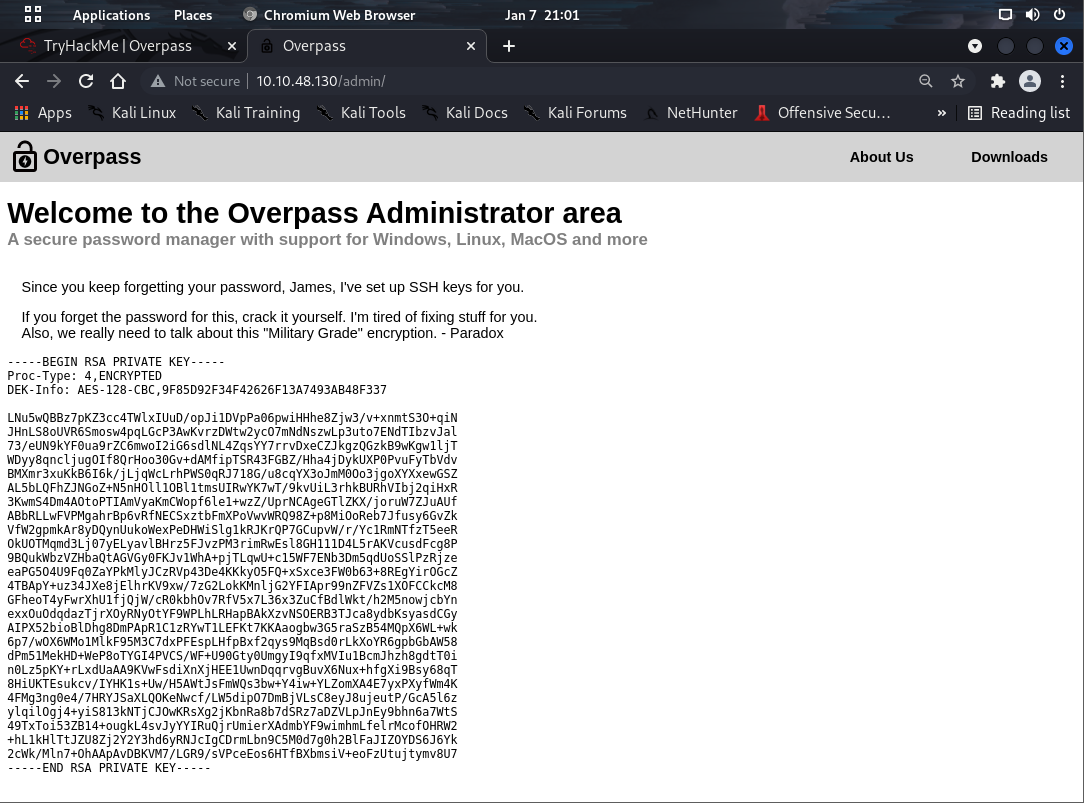 Applications Places Chromium Web Browser Jan 7 21:01
TryHackMe | Overpass Overpass
Not secure 10.10.48.130/admin/
Apps Kali Linux Kali Training Kali Tools Kali Docs Kali Forums NetHunter Offensive Secu… » Reading list
Overpass About Us Downloads
Welcome to the Overpass Administrator area
A secure password manager with support for Windows, Linux, MacOS and more
Since you keep forgetting your password, James, I've set up SSH keys for you.
If you forget the password for this, crack it yourself. I'm tired of fixing stuff for you.
Also, we really need to talk about this "Military Grade" encryption. - Paradox
-----BEGIN RSA PRIVATE KEY-----
Proc-Type: 4,ENCRYPTED
DEK-Info: AES-128-CBC,9F85D92F34F42626F13A7493AB48F337
LNu5wQBBz7pKZ3cc4TWlxIUuD/opJi1DVpPa06pwiHHhe8Zjw3/v+xnmtS3O+qiN
JHnLS8oUVR6Smosw4pqLGcP3AwKvrzDWtw2ycO7mNdNszwLp3uto7ENdTIbzvJal
73/eUN9kYF0ua9rZC6mwoI2iG6sdlNL4ZqsYY7rrvDxeCZJkgzQGzkB9wKgw1ljT
WDyy8qncljugOIf8QrHoo30Gv+dAMfipTSR43FGBZ/Hha4jDykUXP0PvuFyTbVdv
BMXmr3xuKkB6I6k/jLjqWcLrhPWS0qRJ718G/u8cqYX3oJmM0Oo3jgoXYXxewGSZ
AL5bLQFhZJNGoZ+N5nHOll1OBl1tmsUIRwYK7wT/9kvUiL3rhkBURhVIbj2qiHxR
3KwmS4Dm4AOtoPTIAmVyaKmCWopf6le1+wzZ/UprNCAgeGTlZKX/joruW7ZJuAUf
ABbRLLwFVPMgahrBp6vRfNECSxztbFmXPoVwvWRQ98Z+p8MiOoReb7Jfusy6GvZk
VfW2gpmkAr8yDQynUukoWexPeDHWiSlg1kRJKrQP7GCupvW/r/Yc1RmNTfzT5eeR
OkUOTMqmd3Lj07yELyavlBHrz5FJvzPM3rimRwEsl8GH111D4L5rAKVcusdFcg8P
9BQukWbzVZHbaQtAGVGy0FKJv1WhA+pjTLqwU+c15WF7ENb3Dm5qdUoSSlPzRjze
eaPG5O4U9Fq0ZaYPkMlyJCzRVp43De4KKkyO5FQ+xSxce3FW0b63+8REgYirOGcZ
4TBApY+uz34JXe8jElhrKV9xw/7zG2LokKMnljG2YFIApr99nZFVZs1XOFCCkcM8
GFheoT4yFwrXhU1fjQjW/cR0kbhOv7RfV5x7L36x3ZuCfBdlWkt/h2M5nowjcbYn
exxOuOdqdazTjrXOyRNyOtYF9WPLhLRHapBAkXzvNSOERB3TJca8ydbKsyasdCGy
AIPX52bioBlDhg8DmPApR1C1zRYwT1LEFKt7KKAaogbw3G5raSzB54MQpX6WL+wk
6p7/wOX6WMo1MlkF95M3C7dxPFEspLHfpBxf2qys9MqBsd0rLkXoYR6gpbGbAW58
dPm51MekHD+WeP8oTYGI4PVCS/WF+U90Gty0UmgyI9qfxMVIu1BcmJhzh8gdtT0i
n0Lz5pKY+rLxdUaAA9KVwFsdiXnXjHEE1UwnDqqrvgBuvX6Nux+hfgXi9Bsy68qT
8HiUKTEsukcv/IYHK1s+Uw/H5AWtJsFmWQs3bw+Y4iw+YLZomXA4E7yxPXyfWm4K
4FMg3ng0e4/7HRYJSaXLQOKeNwcf/LW5dipO7DmBjVLsC8eyJ8ujeutP/GcA5l6z
ylqilOgj4+yiS813kNTjCJOwKRsXg2jKbnRa8b7dSRz7aDZVLpJnEy9bhn6a7WtS
49TxToi53ZB14+ougkL4svJyYYIRuQjrUmierXAdmbYF9wimhmLfelrMcofOHRW2
+hL1kHlTtJZU8Zj2Y2Y3hd6yRNJcIgCDrmLbn9C5M0d7g0h2BlFaJIZOYDS6J6Yk
2cWk/Mln7+OhAApAvDBKVM7/LGR9/sVPceEos6HTfBXbmsiV+eoFzUtujtymv8U7
-----END RSA PRIVATE KEY-----